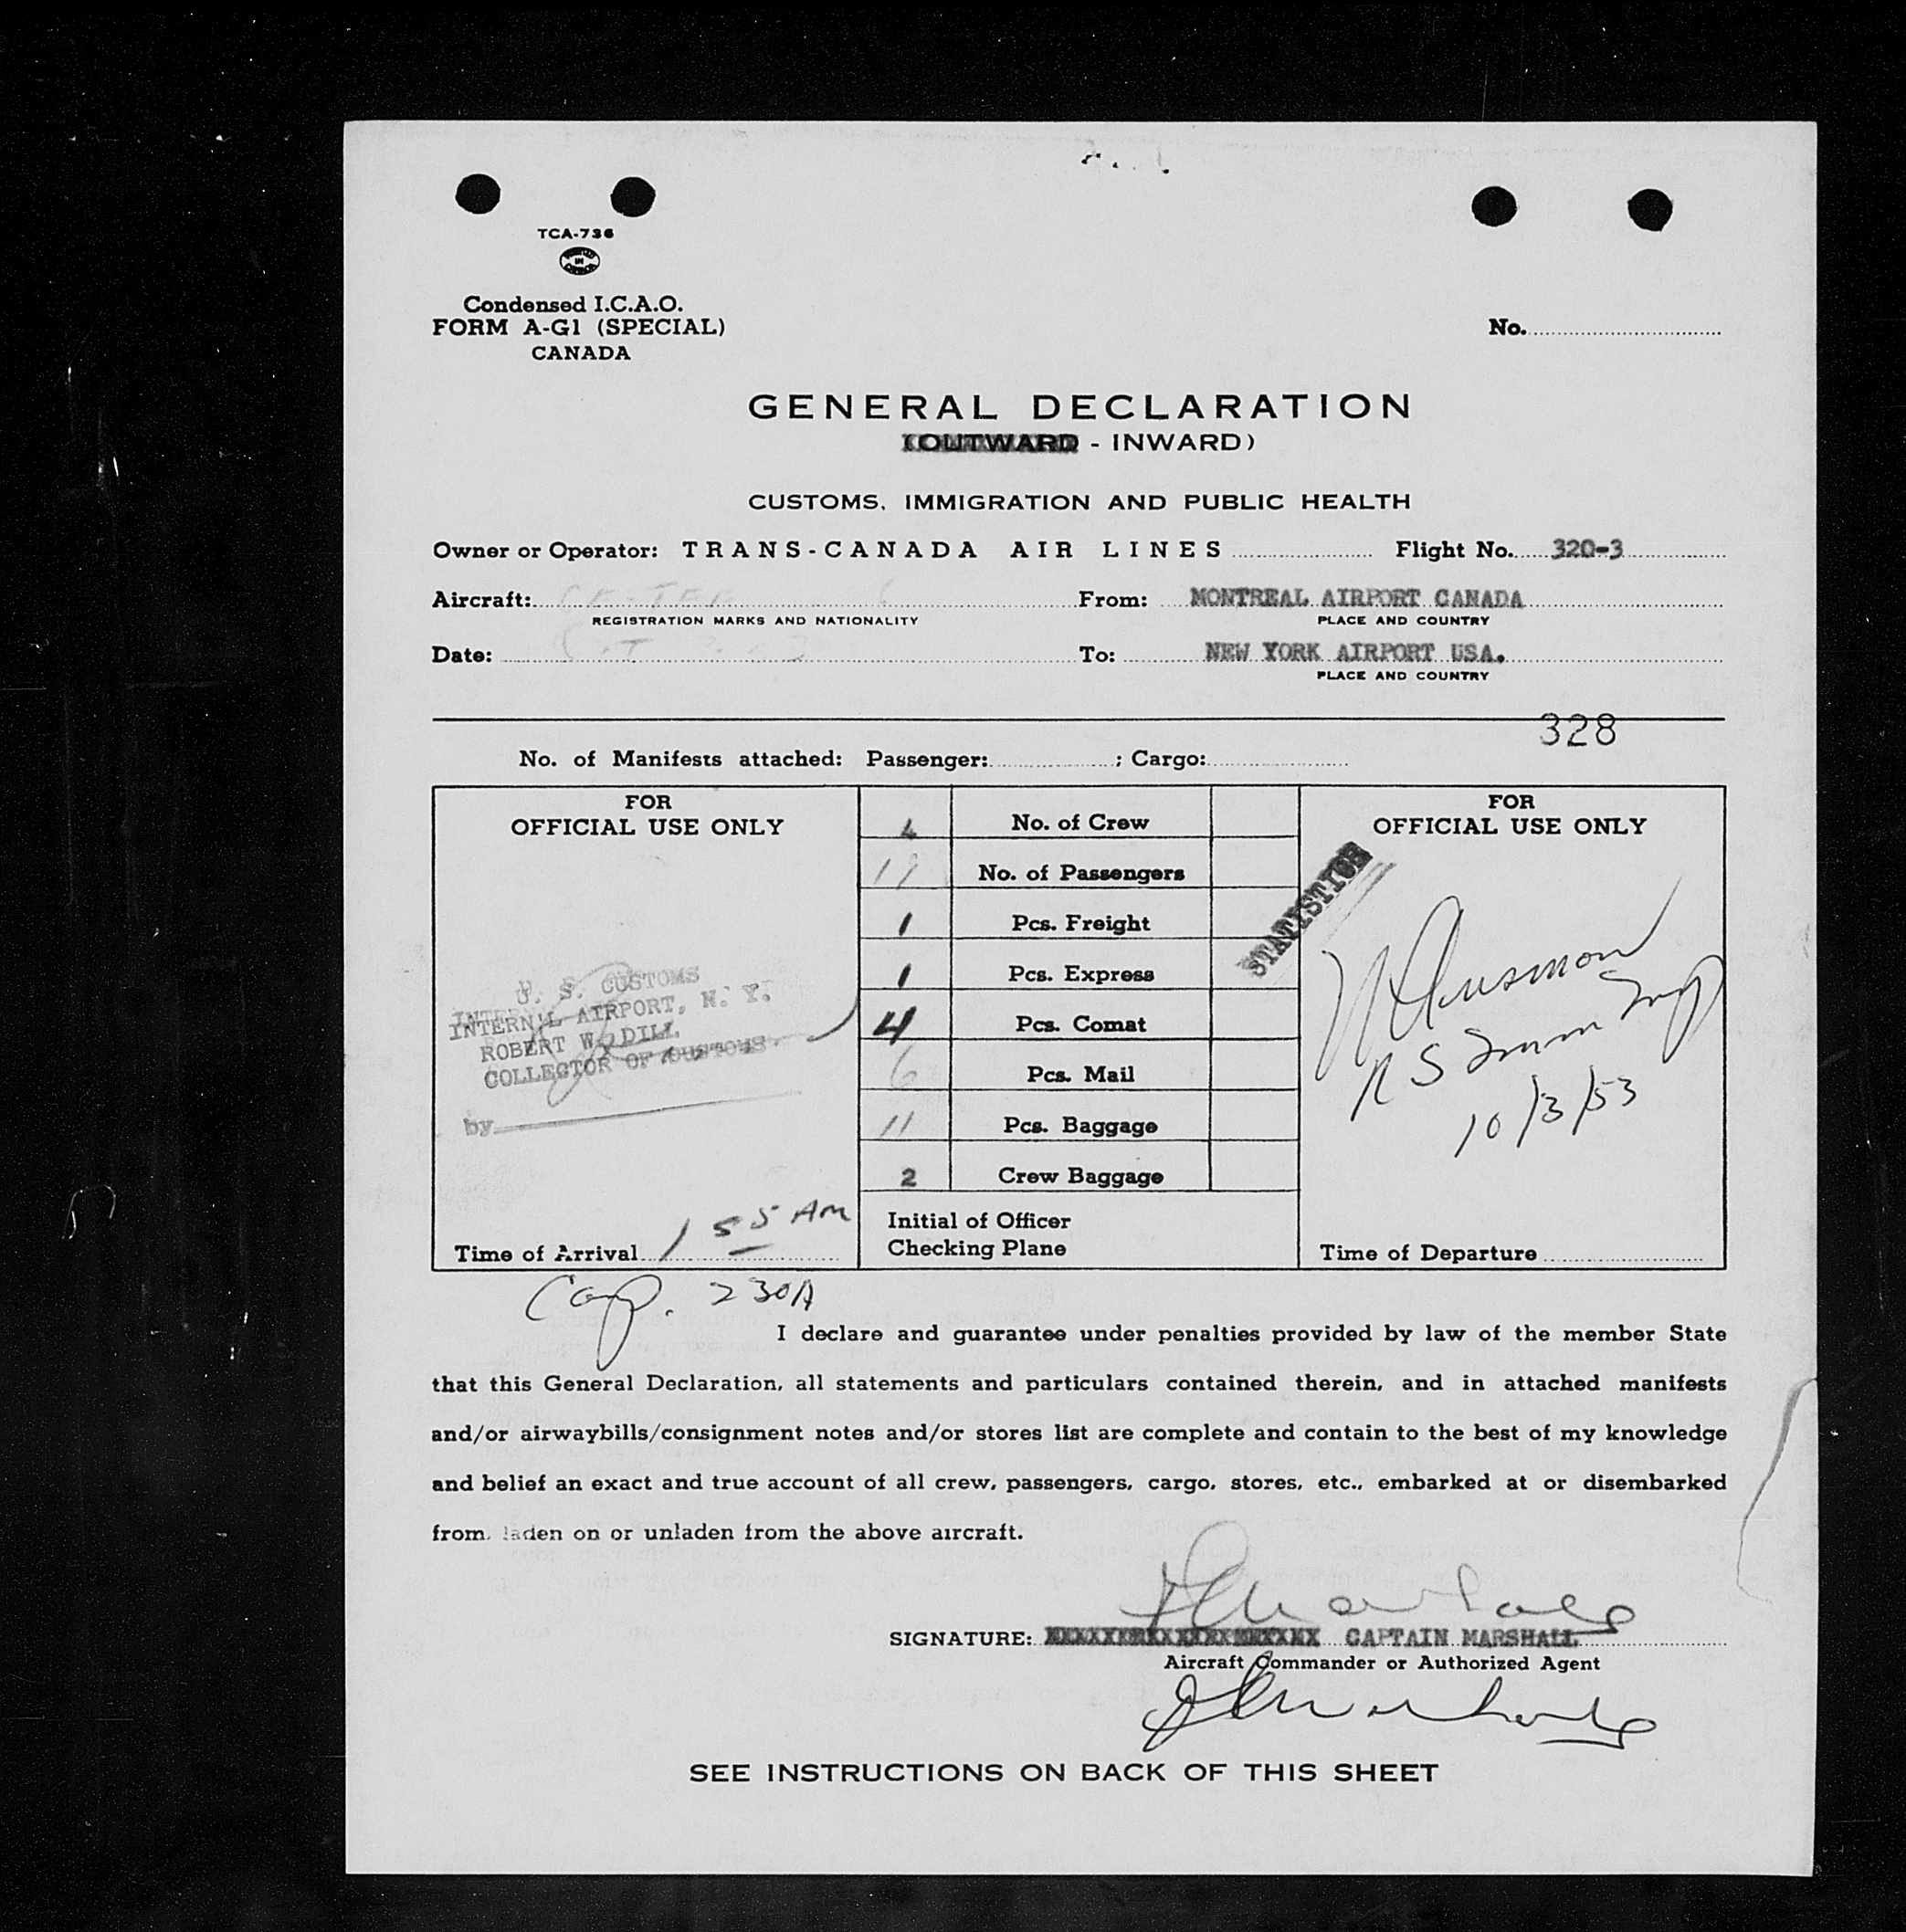 TCA-736
Condensed I.C.A.O.
FORM A-G1 (SPECIAL)
CANADA
No.
GENERAL DECLARATION
(OUTWARD - INWARD)
CUSTOMS, IMMIGRATION AND PUBLIC HEALTH
Owner or Operator: TRANS-CANADA AIR LINES Flight No. 320-3
Aircraft: From: MONTREAL AIRPORT CANADA
REGISTRATION MARKS AND NATIONALITY PLACE AND COUNTRY
Date: To: NEW YORK AIRPORT USA.
PLACE AND COUNTRY
328
No. of Manifests attached: Passenger: ; Cargo:
FOR
OFFICIAL USE ONLY
U. S. CUSTOMS
INTERN'L AIRPORT, N. Y.
ROBERT W. DILL
COLLECTOR OF CUSTOMS
by
Time of Arrival 1 55 AM
No. of Crew
No. of Passengers
1 Pcs. Freight
1 Pcs. Express
4 Pcs. Comat
6 Pcs. Mail
11 Pcs. Baggage
2 Crew Baggage
Initial of Officer
Checking Plane
FOR
OFFICIAL USE ONLY
10/3/53
Time of Departure
230A
I declare and guarantee under penalties provided by law of the member State
that this General Declaration, all statements and particulars contained therein, and in attached manifests
and/or airwaybills/consignment notes and/or stores list are complete and contain to the best of my knowledge
and belief an exact and true account of all crew, passengers, cargo, stores, etc., embarked at or disembarked
from, laden on or unladen from the above aircraft.
SIGNATURE: CAPTAIN MARSHALL
Aircraft Commander or Authorized Agent
SEE INSTRUCTIONS ON BACK OF THIS SHEET